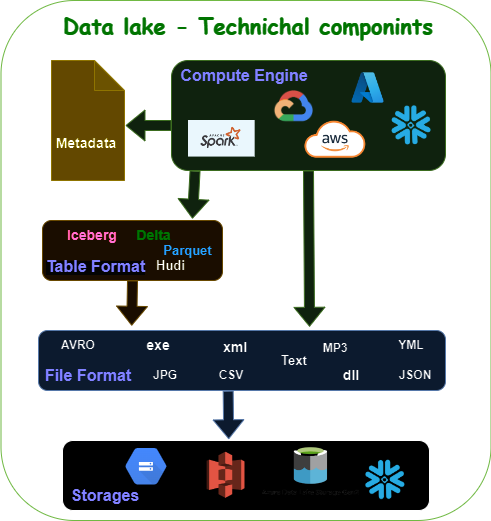 Data lake - Technichal componints
Compute Engine
Metadata
APACHE
Spark
aws
Iceberg
Delta
Parquet
Table Format
Hudi
AVRO
exe
xml
Text
MP3
YML
File Format
JPG
CSV
dll
JSON
Storages